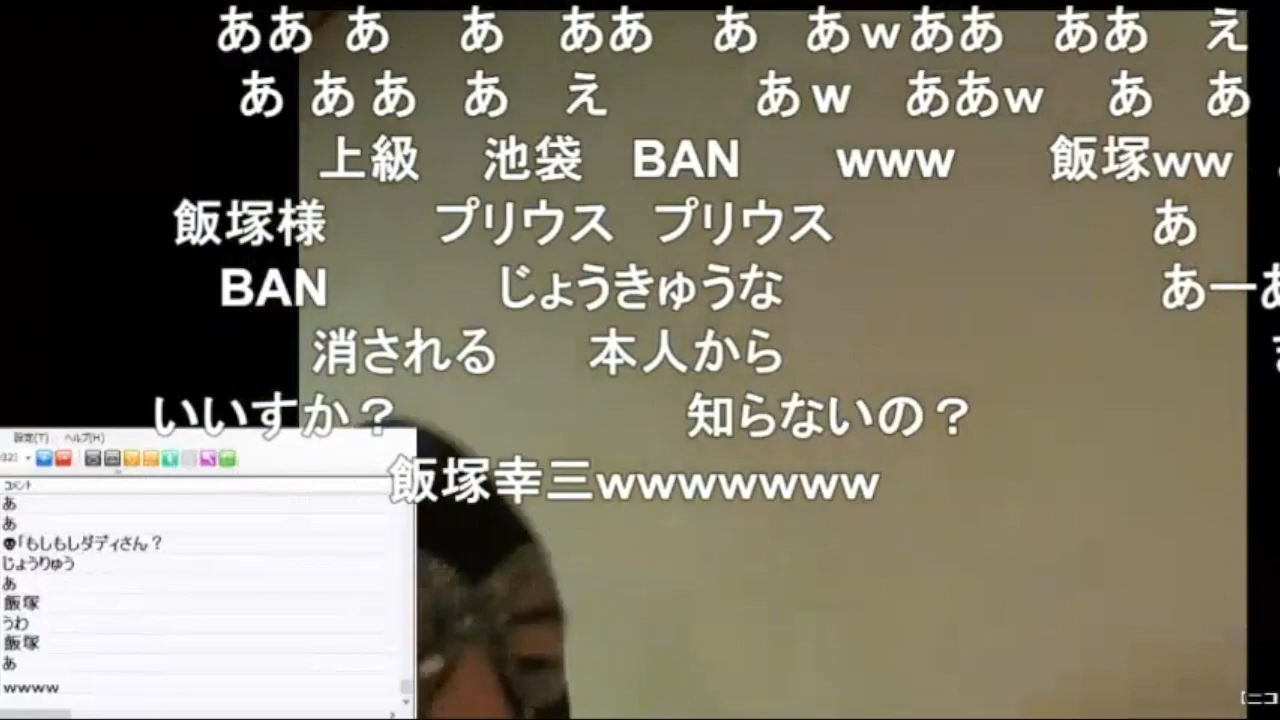 ああ あ あ ああ あ あwああ ああ え
あ ああ あ え あw ああw あ あ
上級 池袋 BAN www 飯塚ww
飯塚様 プリウス プリウス あ
BAN じょうきゅうな あーあ
消される 本人から
いいすか？ 知らないの？
飯塚幸三wwwwwwww
設定(T) ヘルプ(H)
コメント
あ
あ
「もしもしダディさん？
じょうりゅう
あ
飯塚
うわ
飯塚
あ
wwww
【ニコ